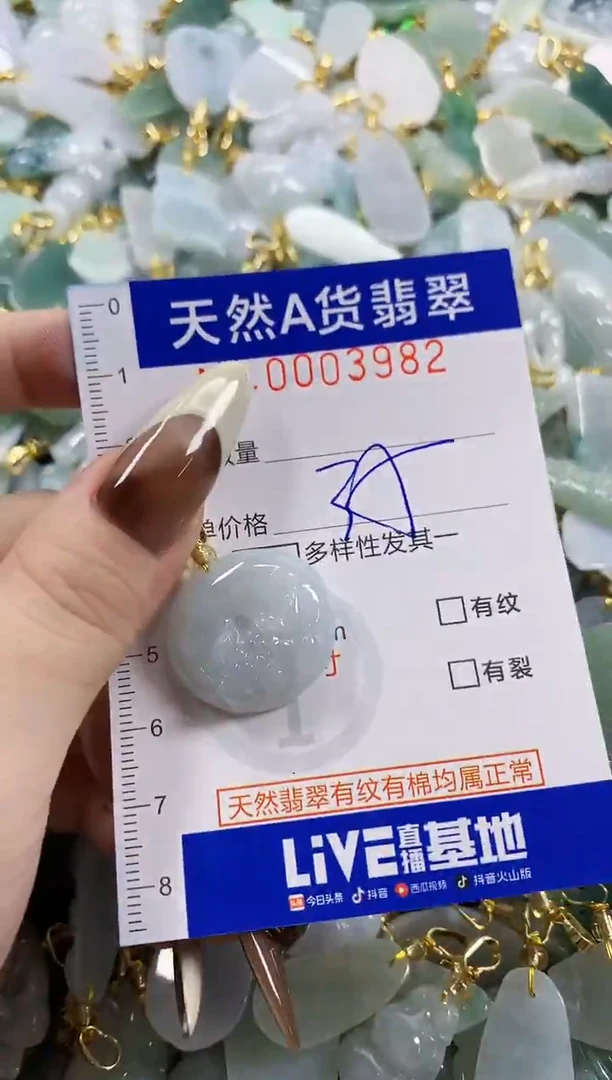 0
天然A货翡翠
1
.0003982
量
单价格
多样性发其一
有纹
5
有裂
6
7
天然翡翠有纹有棉均属正常
8
LiVE直播基地
今日头条 抖音 西瓜视频 抖音火山版